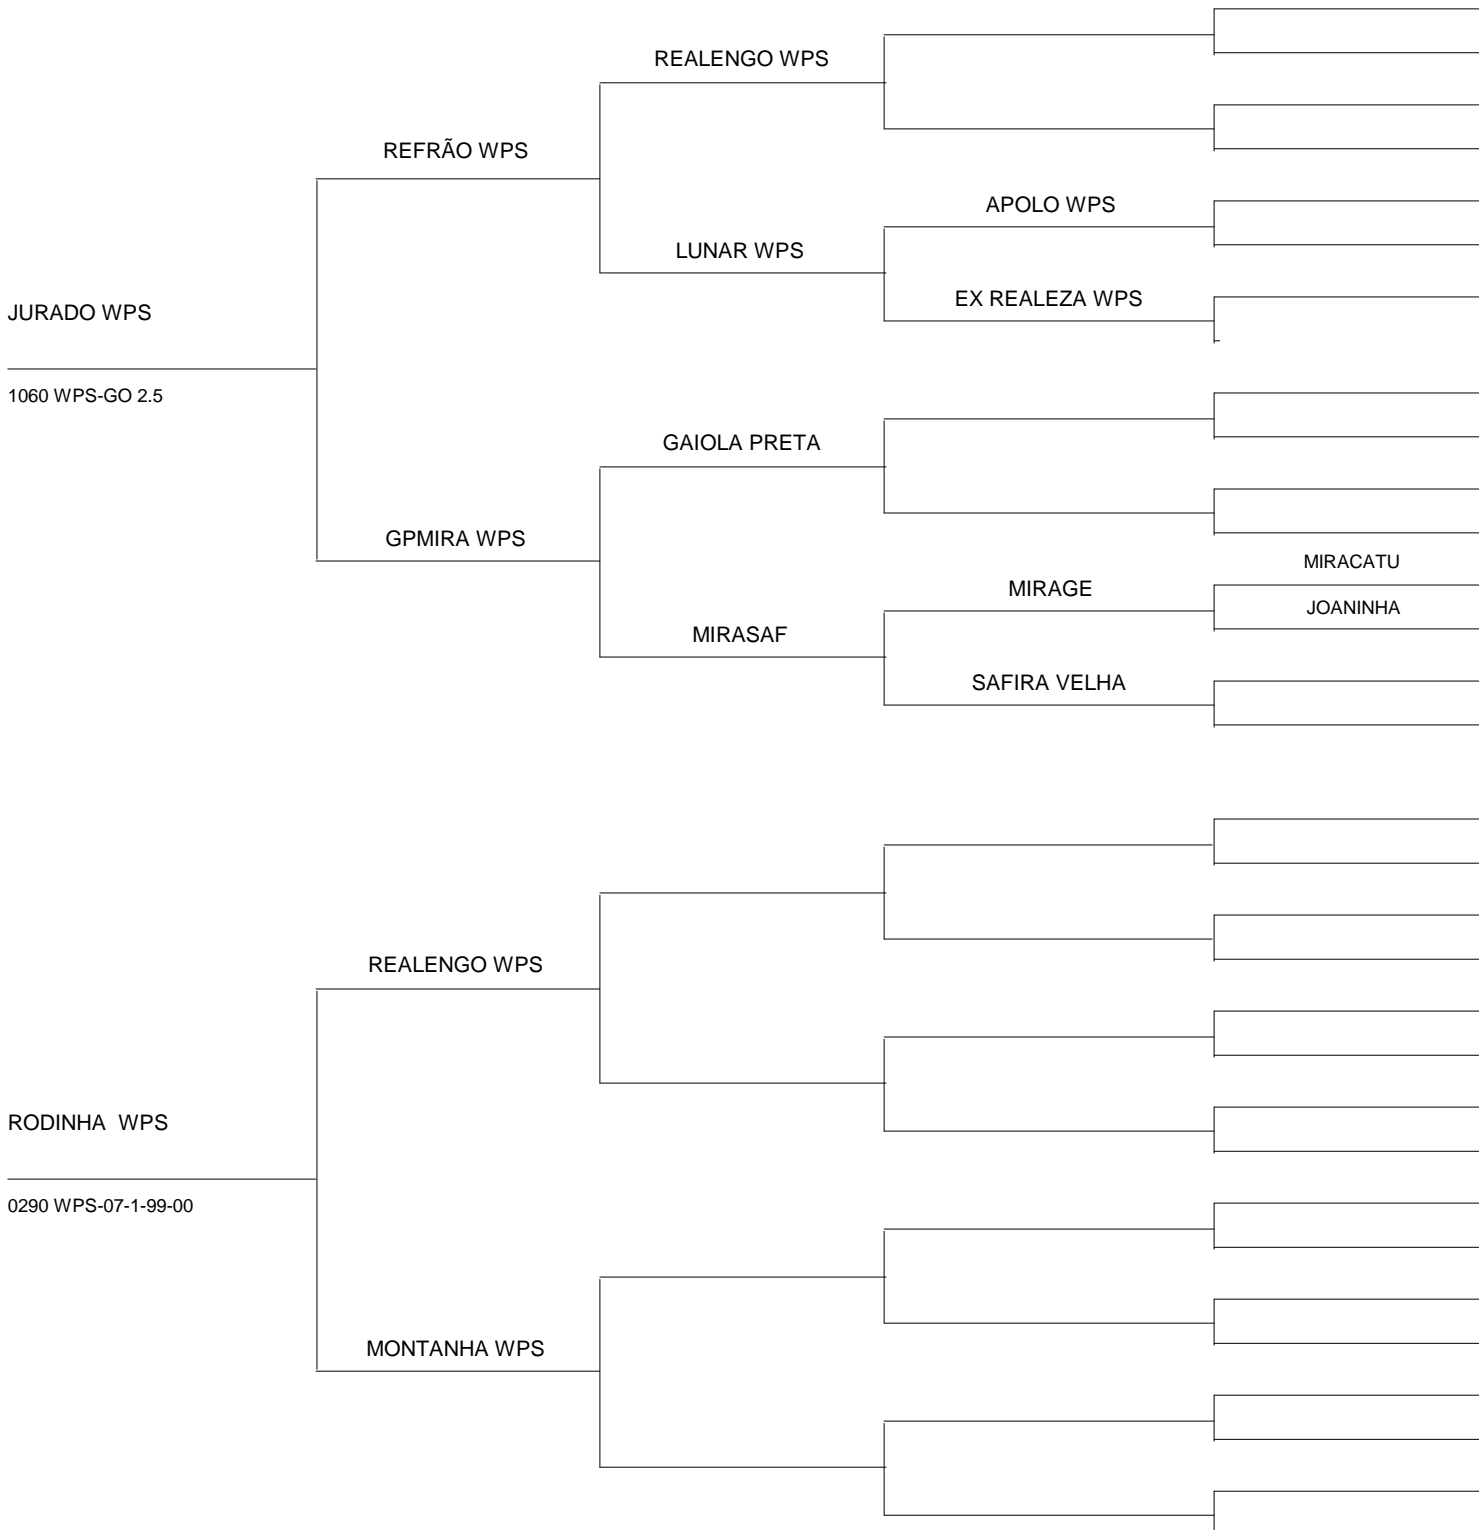 REALENGO WPS
REFRÃO WPS
APOLO WPS
LUNAR WPS
EX REALEZA WPS
JURADO WPS
1060 WPS-GO 2.5
GAIOLA PRETA
GPMIRA WPS
MIRACATU
MIRAGE
JOANINHA
MIRASAF
SAFIRA VELHA
REALENGO WPS
RODINHA  WPS
0290 WPS-07-1-99-00
MONTANHA WPS